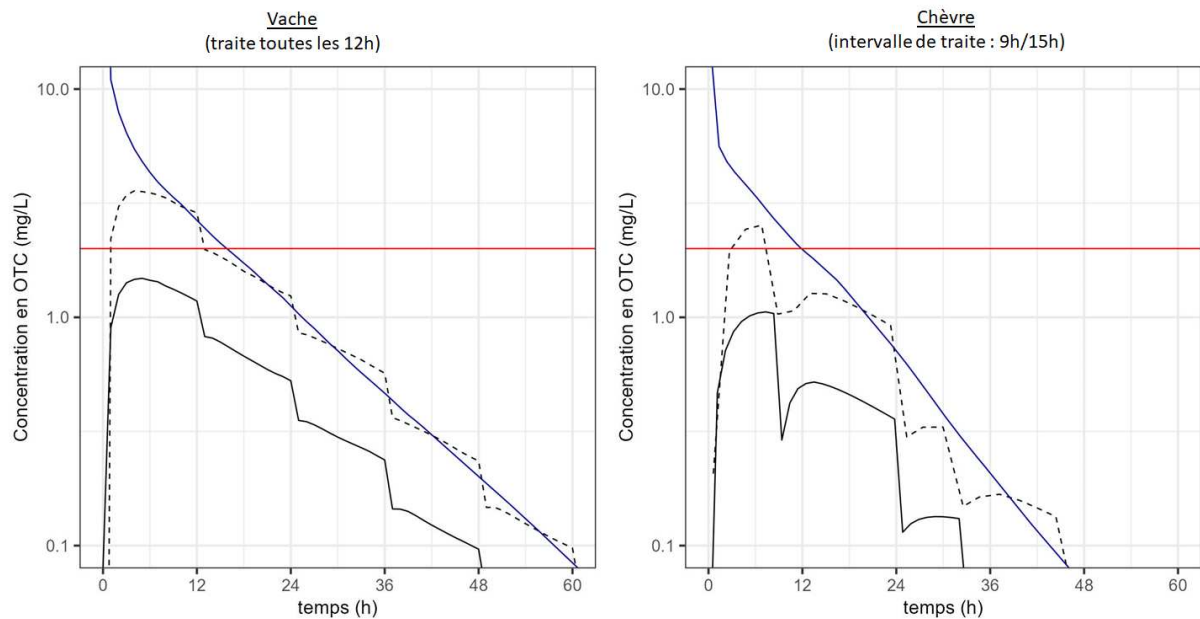 Vache
(traite toutes les 12h)
Chèvre
(intervalle de traite : 9h/15h)
Concentration en OTC (mg/L)
10.0
1.0
0.1
0 12 24 36 48 60
temps (h)
Concentration en OTC (mg/L)
10.0
1.0
0.1
0 12 24 36 48 60
temps (h)